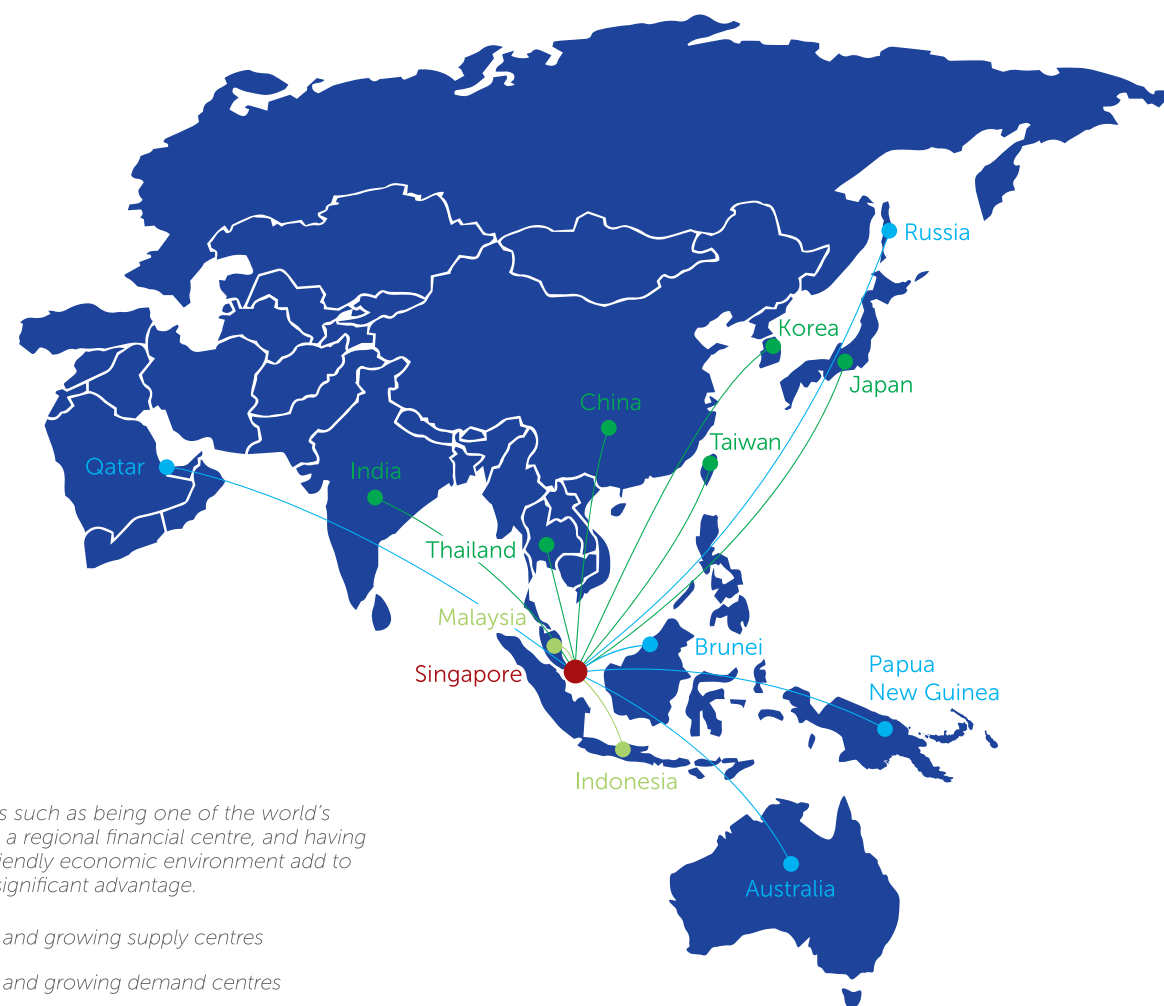 Russia
Korea
Japan
China
Taiwan
Qatar
India
Thailand
Malaysia
Brunei
Singapore
Papua
New Guinea
Indonesia
such as being one of the world's
a regional financial centre, and having
economic environment add to
significant advantage.
Australia
and growing supply centres
and growing demand centres